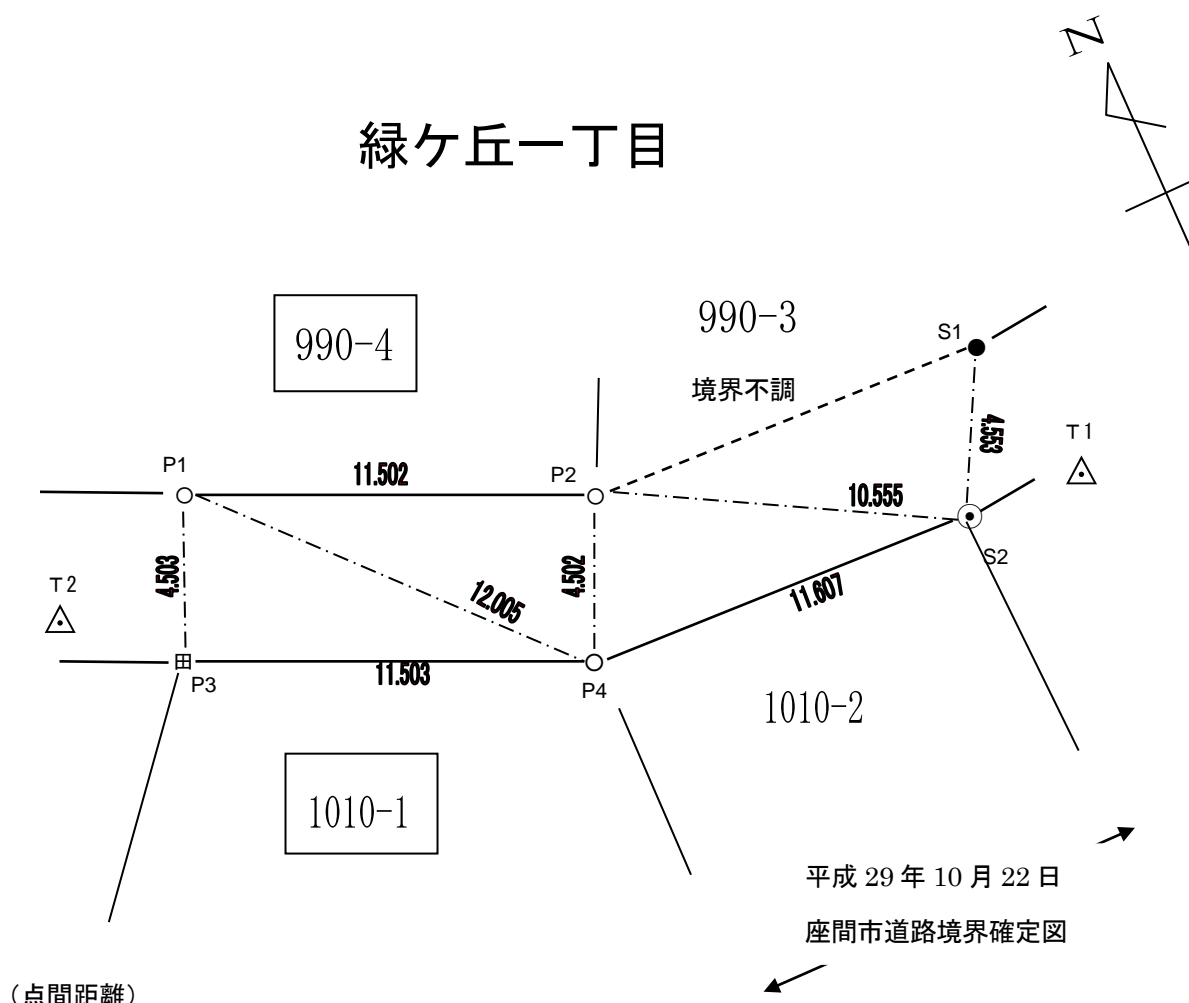 N
緑ケ丘一丁目
990-3
990-4
S1
境界不調
4.553
T1
P1
11.502
P2
10.555
S2
4.503
4.502
12.005
11.607
T2
P3
11.503
P4
1010-2
1010-1
平成 29 年 10 月 22 日
座間市道路境界確定図
（点間距離）